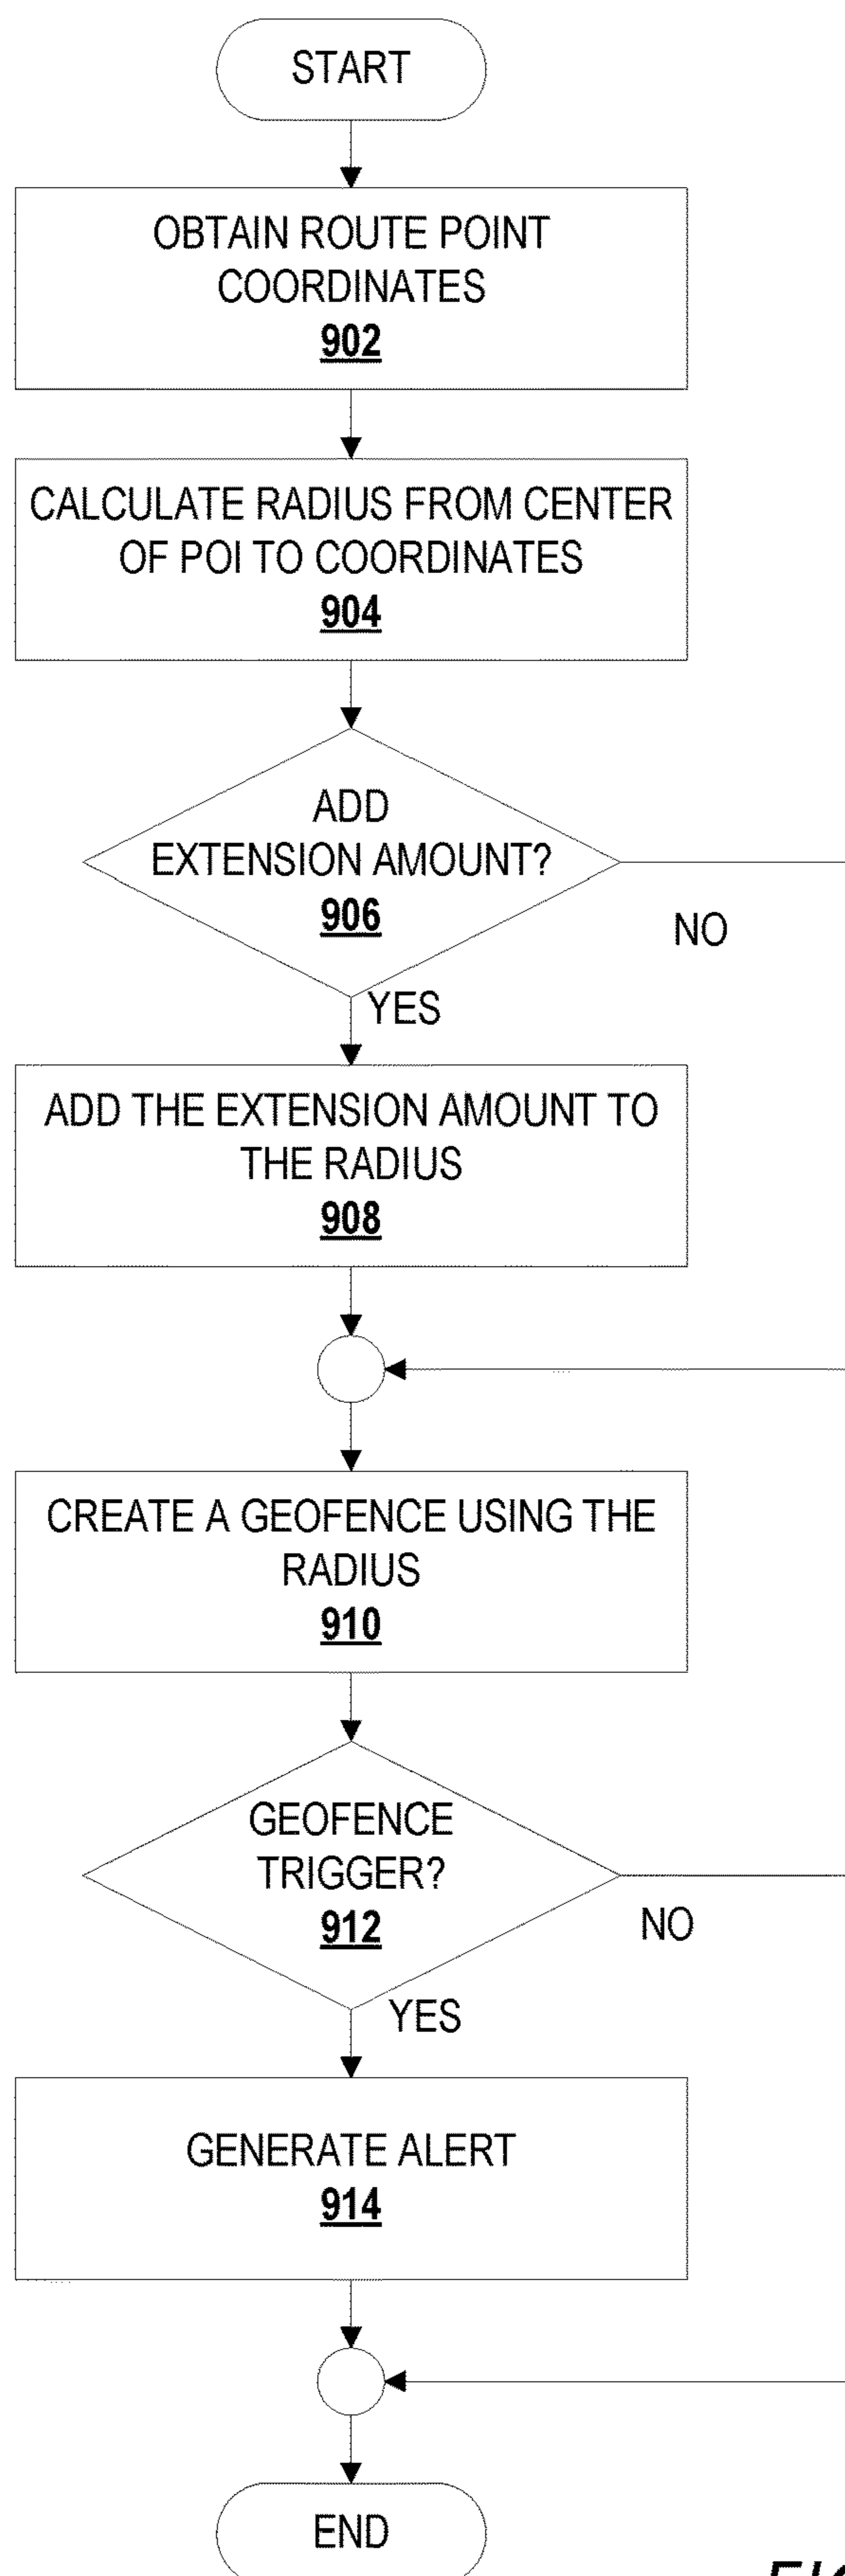 START
OBTAIN ROUTE POINT
COORDINATES
902
CALCULATE RADIUS FROM CENTER
OF POI TO COORDINATES
904
ADD
EXTENSION AMOUNT?
906
NO
YES
ADD THE EXTENSION AMOUNT TO
THE RADIUS
908
CREATE A GEOFENCE USING THE
RADIUS
910
GEOFENCE
TRIGGER?
912
NO
YES
GENERATE ALERT
914
END